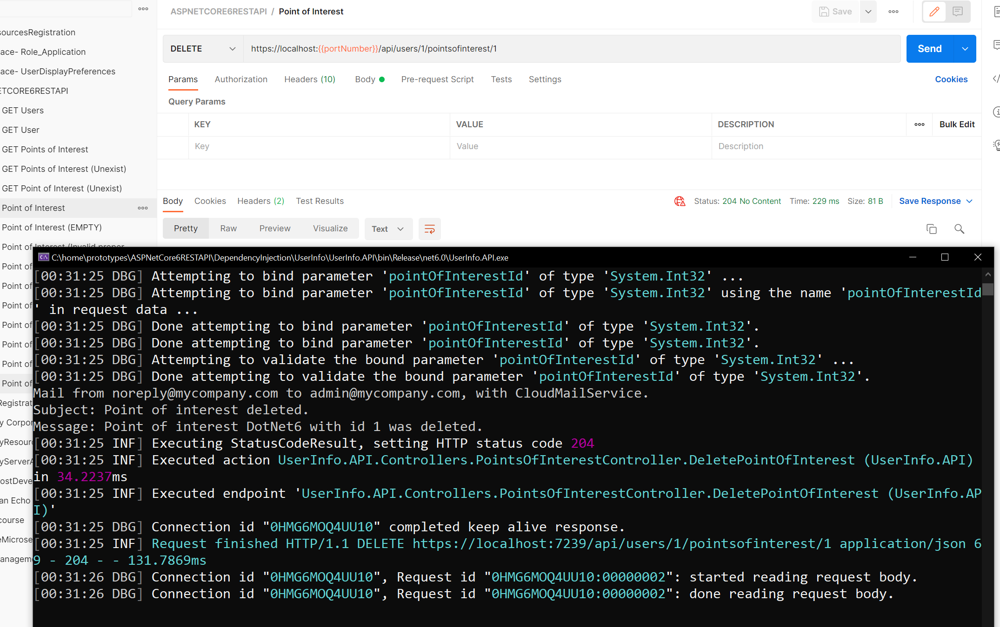 ASPNETCORE6RESTAPI / Point of Interest
Save
DELETE
https://localhost:{{portNumber}}/api/users/1/pointsofinterest/1
Send
Params Authorization Headers (10) Body Pre-request Script Tests Settings Cookies
Query Params
KEY VALUE DESCRIPTION Bulk Edit
Key Value Description
Body Cookies Headers (2) Test Results Status: 204 No Content Time: 229 ms Size: 81 B Save Response
Pretty Raw Preview Visualize Text
ourcesRegistration
ace- Role_Application
ace- UserDisplayPreferences
ETCORE6RESTAPI
GET Users
GET User
GET Points of Interest
GET Points of Interest (Unexist)
GET Point of Interest (Unexist)
Point of Interest
Point of Interest (EMPTY)
Point of Interest (Invalid proper
Point of
Point of
Point of
Point of
Point of
Point of
Point of
Registrat
y Corpor
yResour
yServerA
ostDeve
an Echo
course
eMicrose
anageme
C:\home\prototypes\ASPNetCore6RESTAPI\DependencyInjection\UserInfo\UserInfo.API\bin\Release\net6.0\UserInfo.API.exe
[00:31:25 DBG] Attempting to bind parameter 'pointOfInterestId' of type 'System.Int32' ...
[00:31:25 DBG] Attempting to bind parameter 'pointOfInterestId' of type 'System.Int32' using the name 'pointOfInterestId
' in request data ...
[00:31:25 DBG] Done attempting to bind parameter 'pointOfInterestId' of type 'System.Int32'.
[00:31:25 DBG] Done attempting to bind parameter 'pointOfInterestId' of type 'System.Int32'.
[00:31:25 DBG] Attempting to validate the bound parameter 'pointOfInterestId' of type 'System.Int32' ...
[00:31:25 DBG] Done attempting to validate the bound parameter 'pointOfInterestId' of type 'System.Int32'.
Mail from noreply@mycompany.com to admin@mycompany.com, with CloudMailService.
Subject: Point of interest deleted.
Message: Point of interest DotNet6 with id 1 was deleted.
[00:31:25 INF] Executing StatusCodeResult, setting HTTP status code 204
[00:31:25 INF] Executed action UserInfo.API.Controllers.PointsOfInterestController.DeletePointOfInterest (UserInfo.API)
in 34.2237ms
[00:31:25 INF] Executed endpoint 'UserInfo.API.Controllers.PointsOfInterestController.DeletePointOfInterest (UserInfo.AP
I)'
[00:31:25 DBG] Connection id "0HMG6MOQ4UU10" completed keep alive response.
[00:31:25 INF] Request finished HTTP/1.1 DELETE https://localhost:7239/api/users/1/pointsofinterest/1 application/json 6
9 - 204 - - 131.7869ms
[00:31:26 DBG] Connection id "0HMG6MOQ4UU10", Request id "0HMG6MOQ4UU10:00000002": started reading request body.
[00:31:26 DBG] Connection id "0HMG6MOQ4UU10", Request id "0HMG6MOQ4UU10:00000002": done reading request body.